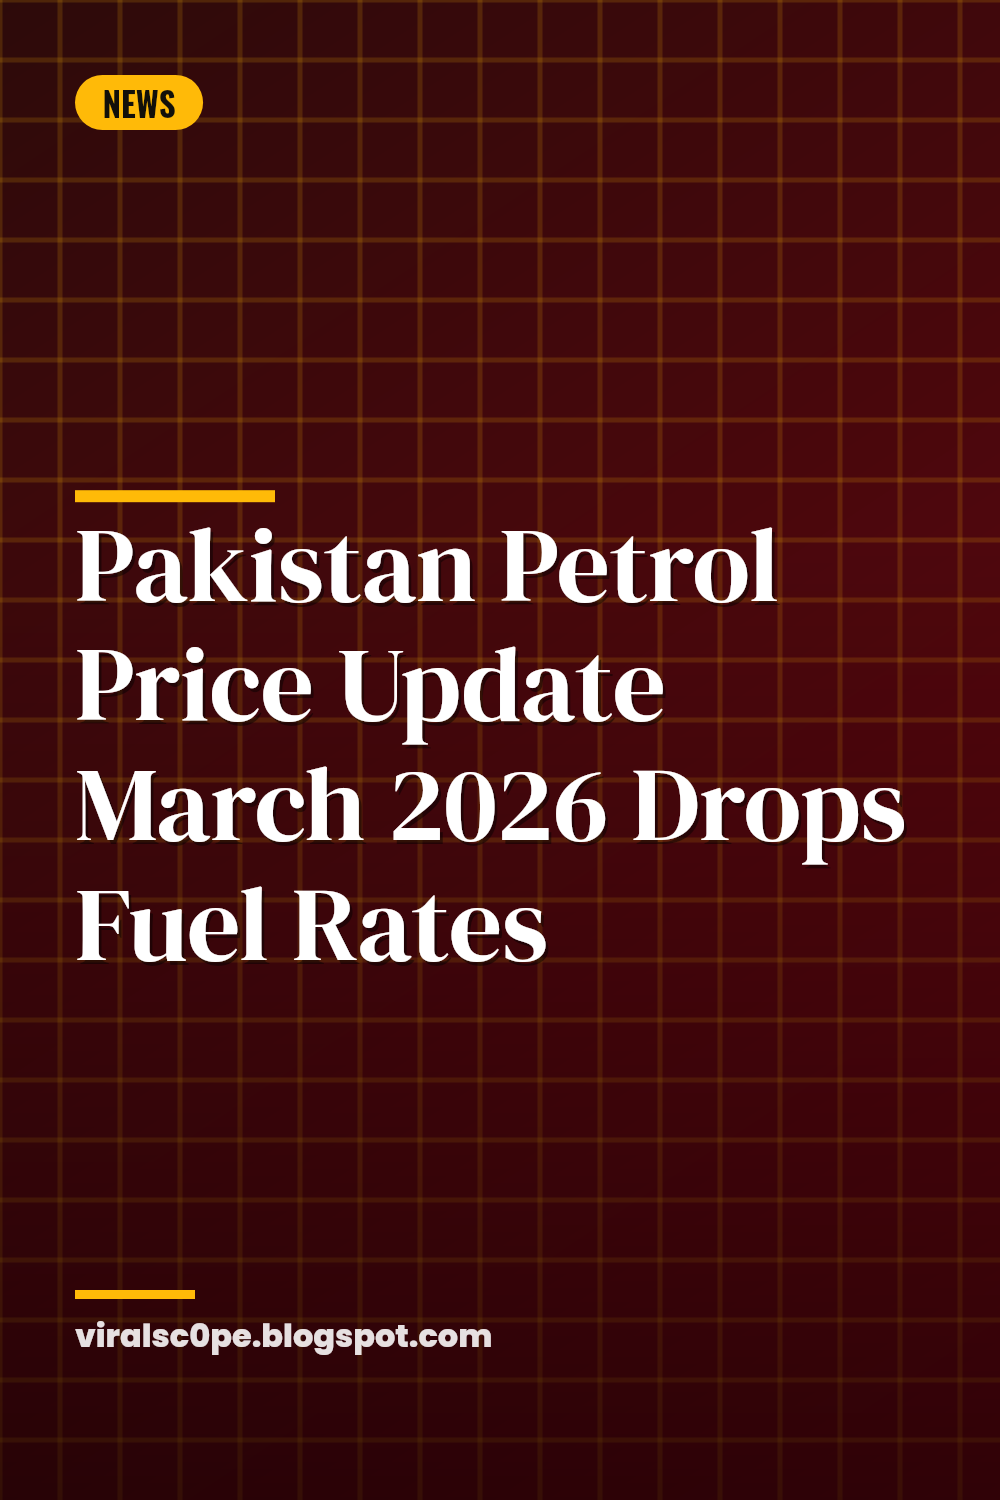 NEWS
Pakistan Petrol
Price Update
March 2026 Drops
Fuel Rates
viralsc0pe.blogspot.com